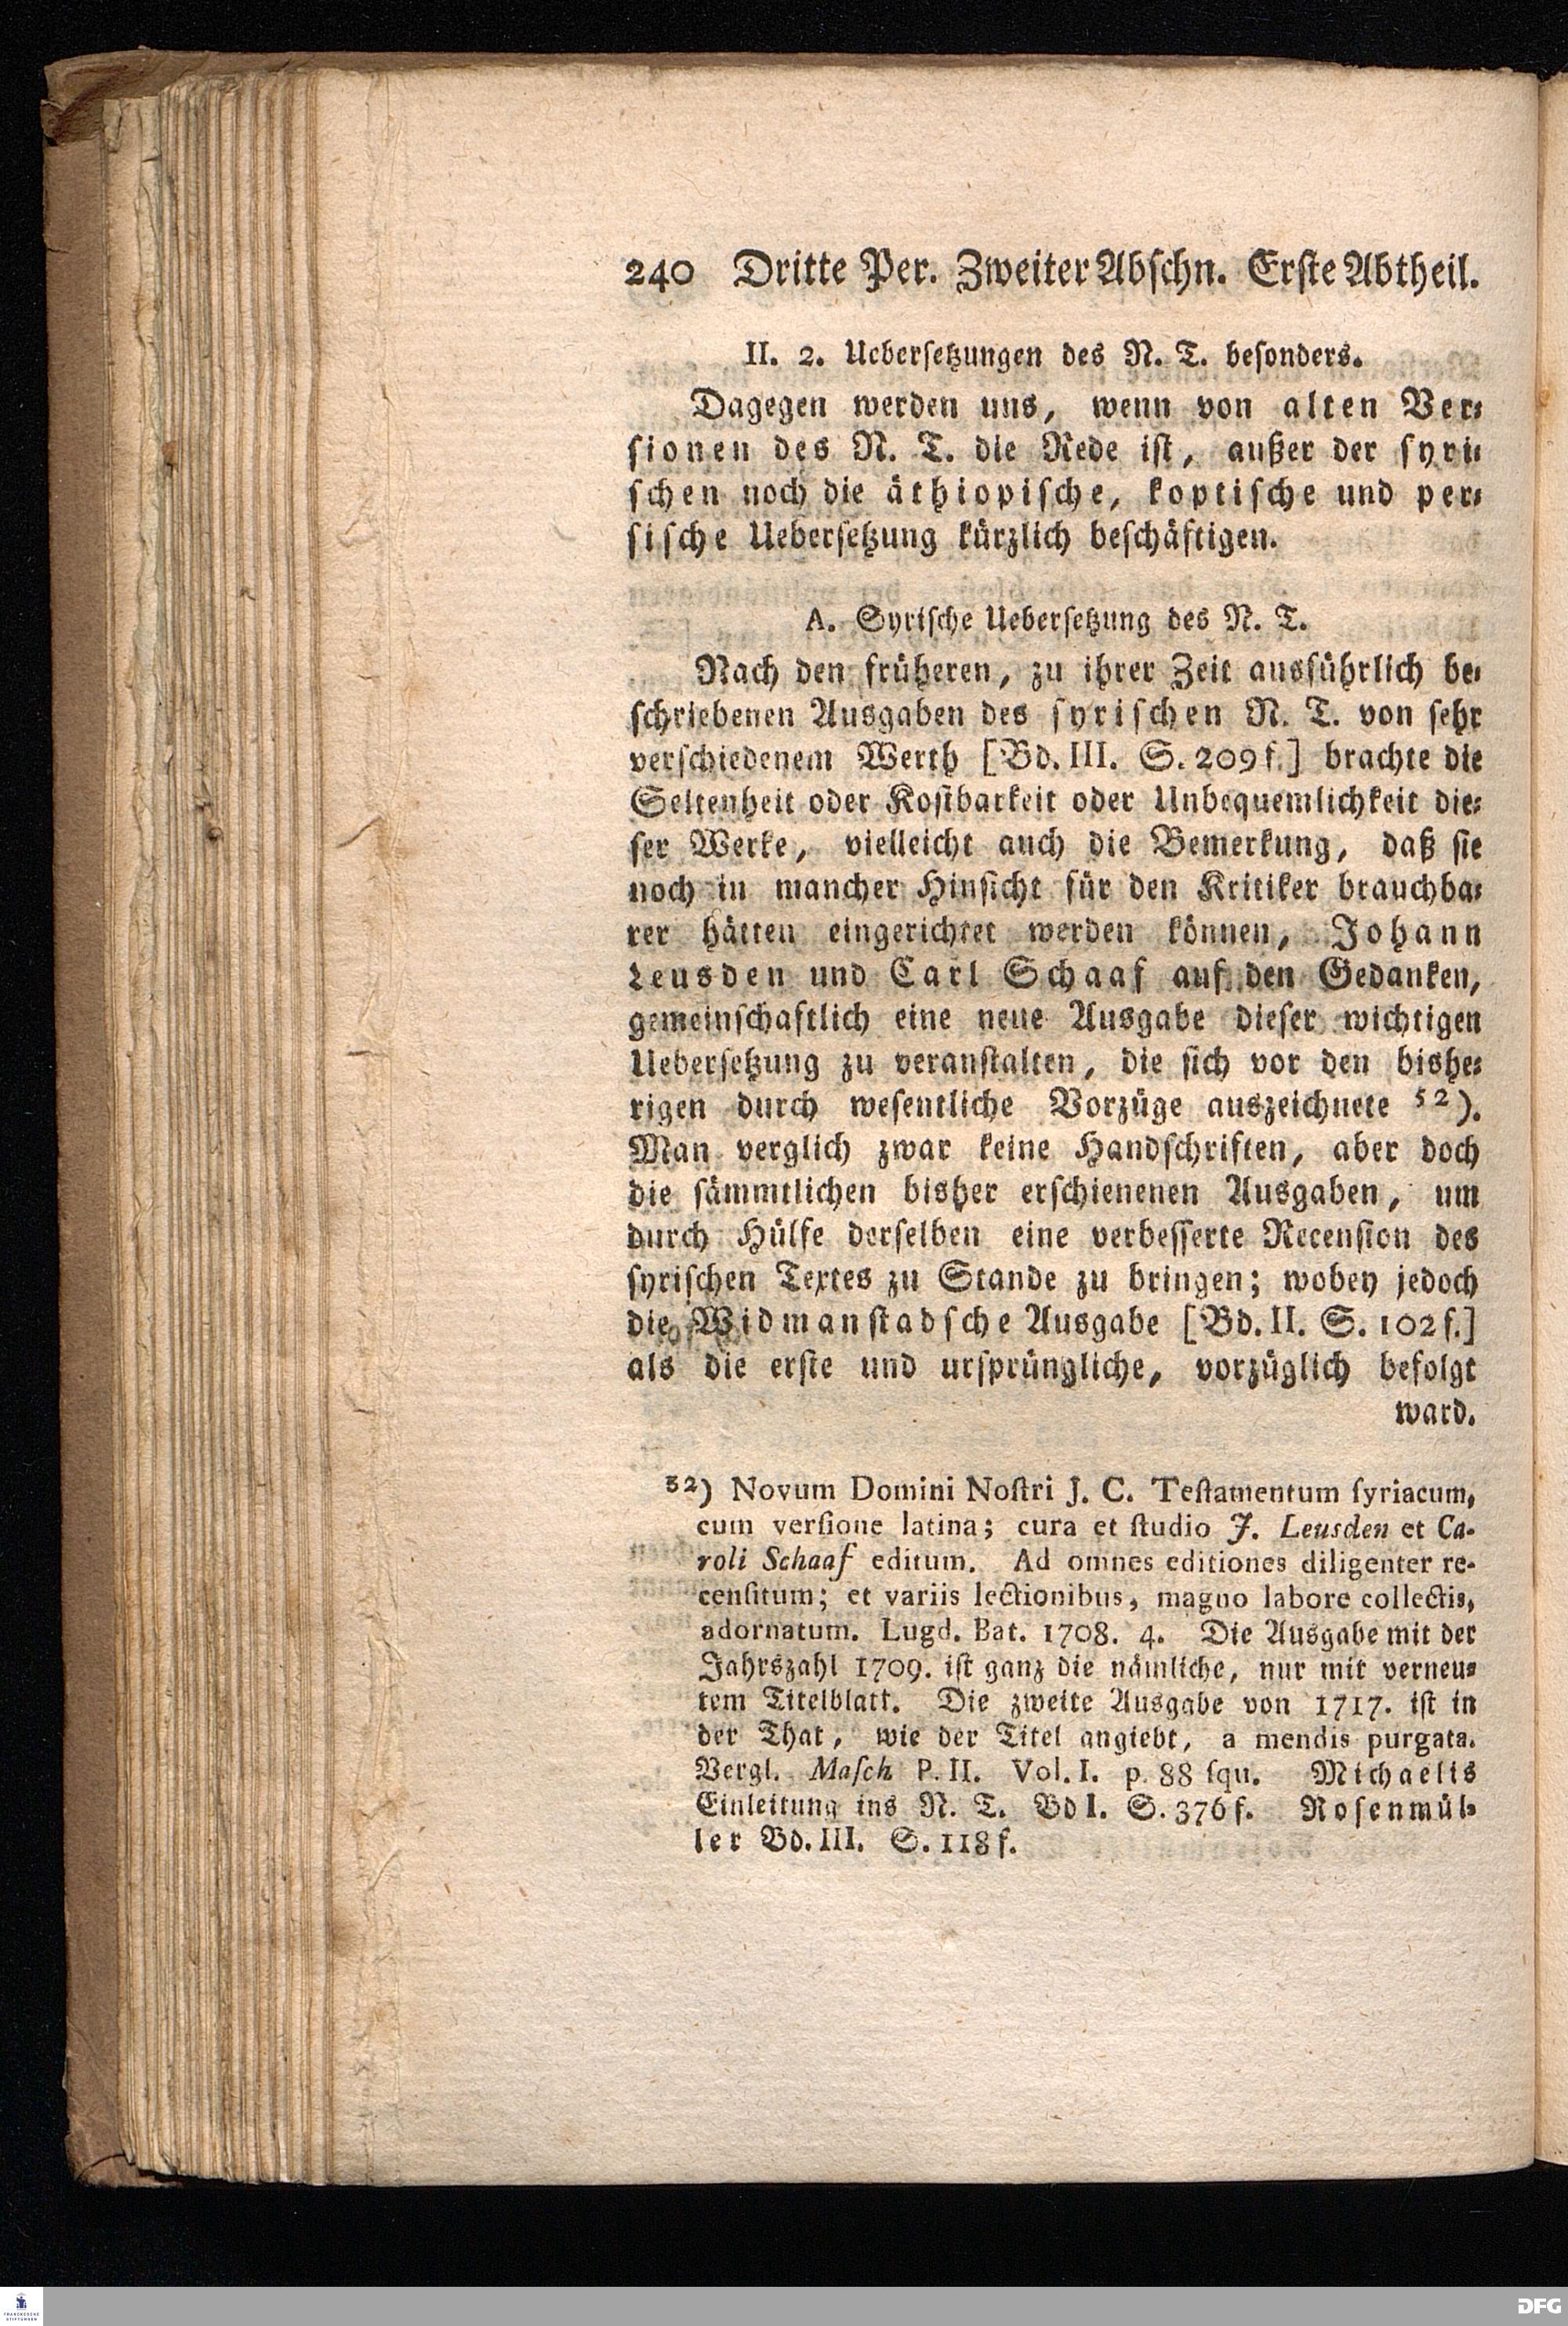 240 Dritte Per. Zweiter Abschn. Erste Abtheil.
II. 2. Uebersetzungen des N. T. besonders.
Dagegen werden uns, wenn von alten Ver-
sionen des N. T. die Rede ist, außer der syri-
schen noch die äthiopische, koptische und per-
sische Uebersetzung kürzlich beschäftigen.
A. Syrische Uebersetzung des N. T.
Nach den früheren, zu ihrer Zeit ausführlich be-
schriebenen Ausgaben des syrischen N. T. von sehr
verschiedenem Werth [Bd. III. S. 209 f.] brachte die
Seltenheit oder Kostbarkeit oder Unbequemlichkeit die-
ser Werke, vielleicht auch die Bemerkung, daß sie
noch in mancher Hinsicht für den Kritiker brauchba-
rer hätten eingerichtet werden können, Johann
Leusden und Carl Schaaf auf den Gedanken,
gemeinschaftlich eine neue Ausgabe dieser wichtigen
Uebersetzung zu veranstalten, die sich vor den bishe-
rigen durch wesentliche Vorzüge auszeichnete 52).
Man verglich zwar keine Handschriften, aber doch
die sämmtlichen bisher erschienenen Ausgaben, um
durch Hülfe derselben eine verbesserte Recension des
syrischen Textes zu Stande zu bringen; wobey jedoch
die Widmanstadsche Ausgabe [Bd. II. S. 102 f.]
als die erste und ursprüngliche, vorzüglich befolgt
ward.
52) Novum Domini Noſtri J. C. Teſtamentum ſyriacum,
cum verſione latina; cura et ſtudio J. Leusden et Ca-
roli Schaaf editum. Ad omnes editiones diligenter re-
cenſitum; et variis lectionibus, magno labore collectis,
adornatum. Lugd. Bat. 1708. 4. Die Ausgabe mit der
Jahrszahl 1709. ist ganz die nämliche, nur mit verneu-
tem Titelblatt. Die zweite Ausgabe von 1717. ist in
der That, wie der Titel angiebt, a mendis purgata.
Vergl. Maſch P. II. Vol. I. p. 88 ſqu. Michaelis
Einleitung ins N. T. Bd I. S. 376 f. Rosenmül-
ler Bd. III. S. 118 f.
FRANCKESCHE
STIFTUNGEN
DFG